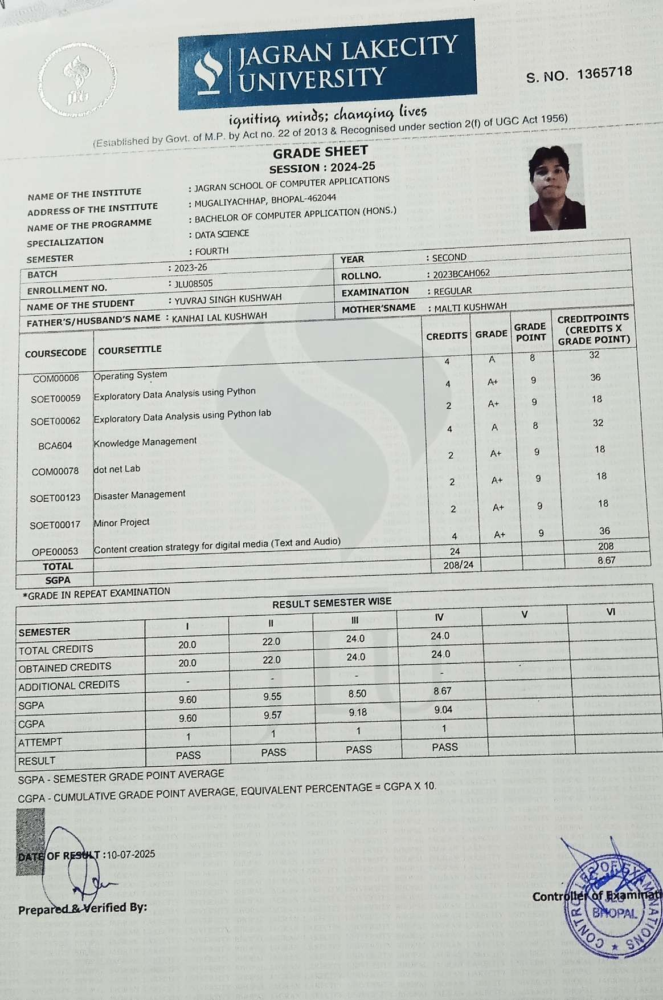 JLU
JAGRAN LAKECITY
UNIVERSITY
S. NO. 1365718
igniting minds; changing lives
(Established by Govt. of M.P. by Act no. 22 of 2013 & Recognised under section 2(f) of UGC Act 1956)
GRADE SHEET
SESSION : 2024-25
NAME OF THE INSTITUTE : JAGRAN SCHOOL OF COMPUTER APPLICATIONS
ADDRESS OF THE INSTITUTE : MUGALIYACHHAP, BHOPAL-462044
NAME OF THE PROGRAMME : BACHELOR OF COMPUTER APPLICATION (HONS.)
SPECIALIZATION : DATA SCIENCE
SEMESTER : FOURTH
BATCH : 2023-26 YEAR : SECOND
ENROLLMENT NO. : JLU08505 ROLLNO. : 2023BCAH062
NAME OF THE STUDENT : YUVRAJ SINGH KUSHWAH EXAMINATION : REGULAR
FATHER'S/HUSBAND'S NAME : KANHAI LAL KUSHWAH MOTHER'SNAME : MALTI KUSHWAH
COURSECODE COURSETITLE CREDITS GRADE GRADE POINT CREDITPOINTS (CREDITS X GRADE POINT)
COM00006 Operating System 4 A 8 32
SOET00059 Exploratory Data Analysis using Python 4 A+ 9 36
SOET00062 Exploratory Data Analysis using Python lab 2 A+ 9 18
BCA604 Knowledge Management 4 A 8 32
COM00078 dot net Lab 2 A+ 9 18
SOET00123 Disaster Management 2 A+ 9 18
SOET00017 Minor Project 2 A+ 9 18
OPE00053 Content creation strategy for digital media (Text and Audio) 4 A+ 9 36
TOTAL 24 208
SGPA 208/24 8.67
*GRADE IN REPEAT EXAMINATION
RESULT SEMESTER WISE
SEMESTER I II III IV V VI
TOTAL CREDITS 20.0 22.0 24.0 24.0
OBTAINED CREDITS 20.0 22.0 24.0 24.0
ADDITIONAL CREDITS - - - -
SGPA 9.60 9.55 8.50 8.67
CGPA 9.60 9.57 9.18 9.04
ATTEMPT 1 1 1 1
RESULT PASS PASS PASS PASS
SGPA - SEMESTER GRADE POINT AVERAGE
CGPA - CUMULATIVE GRADE POINT AVERAGE, EQUIVALENT PERCENTAGE = CGPA X 10.
DATE OF RESULT :10-07-2025
Prepared & Verified By:
Controller of Examinati
CONTROLLER OF EXAMINATIONS
JLU
BHOPAL